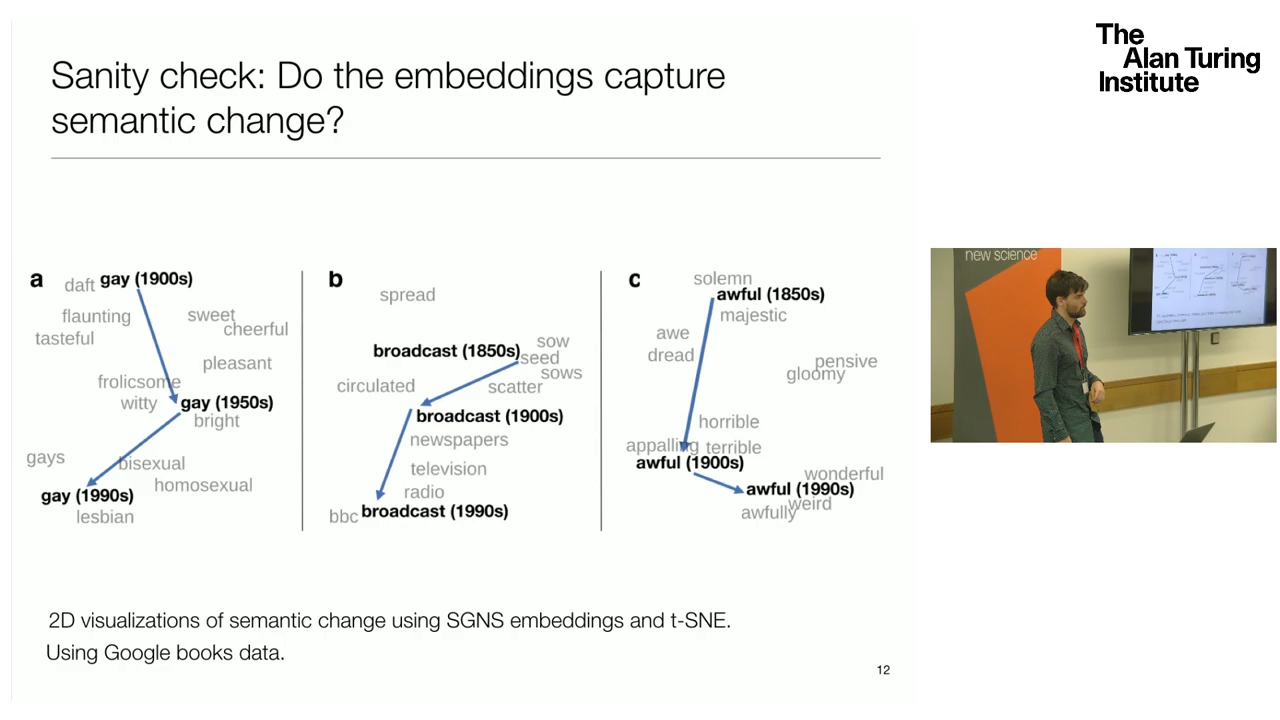 Sanity check: Do the embeddings capture
semantic change?
The
Alan Turing
Institute
a
daft gay (1900s)
flaunting
sweet
tasteful
cheerful
pleasant
frolicsome
witty
gay (1950s)
bright
gays
bisexual
homosexual
gay (1990s)
lesbian
b
spread
broadcast (1850s)
sow
seed
sows
circulated
scatter
broadcast (1900s)
newspapers
television
radio
bbc broadcast (1990s)
c
solemn
awful (1850s)
majestic
awe
dread
pensive
gloomy
horrible
appalling terrible
awful (1900s)
wonderful
awful (1990s)
weird
awfully
new science
2D visualizations of semantic change using SGNS embeddings and t-SNE.
Using Google books data.
12